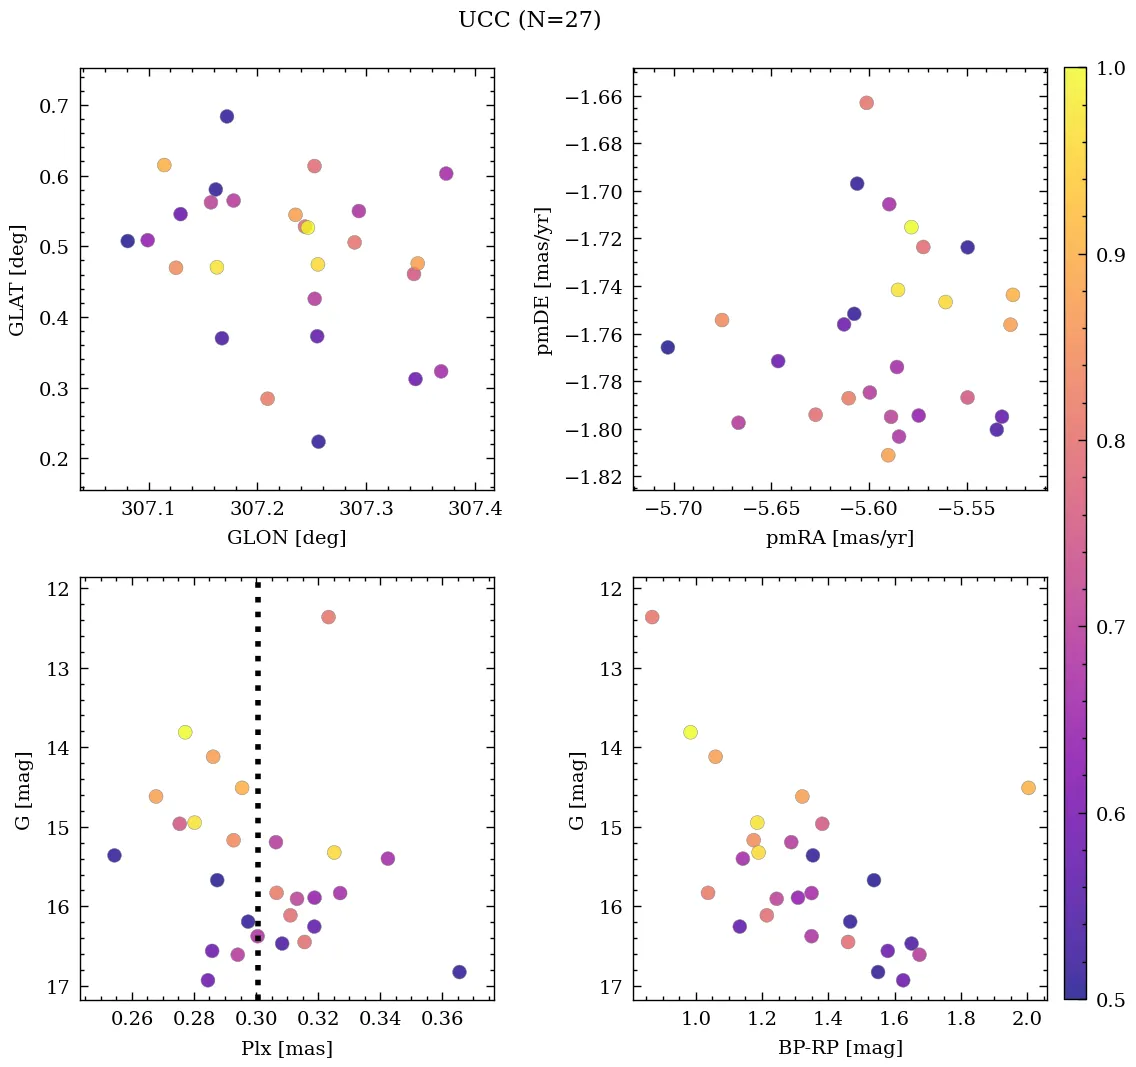 UCC (N=27)
0.7
0.6
0.5
0.4
0.3
0.2
GLAT [deg]
307.1 307.2 307.3 307.4
GLON [deg]
−1.66
−1.68
−1.70
−1.72
−1.74
−1.76
−1.78
−1.80
−1.82
pmDE [mas/yr]
−5.70 −5.65 −5.60 −5.55
pmRA [mas/yr]
12
13
14
15
16
17
G [mag]
0.26 0.28 0.30 0.32 0.34 0.36
Plx [mas]
12
13
14
15
16
17
G [mag]
1.0 1.2 1.4 1.6 1.8 2.0
BP-RP [mag]
1.0
0.9
0.8
0.7
0.6
0.5